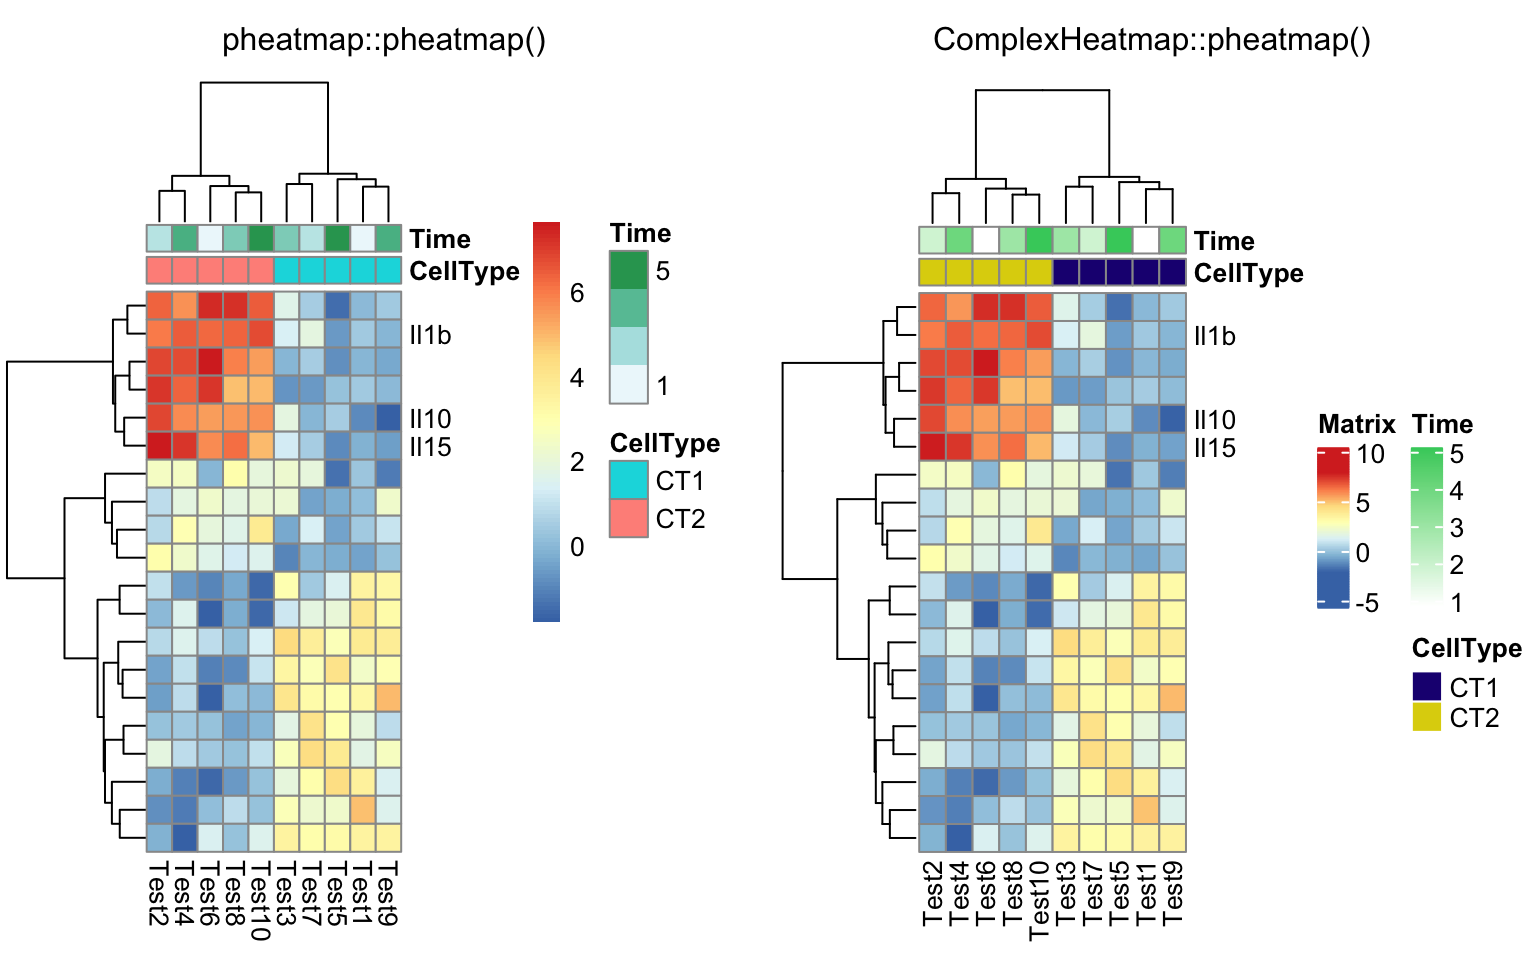 pheatmap::pheatmap()
Time
CellType
Il1b
Il10
Il15
Test2
Test4
Test6
Test8
Test10
Test3
Test7
Test5
Test1
Test9
6
4
2
0
Time
5
1
CellType
CT1
CT2
ComplexHeatmap::pheatmap()
Time
CellType
Il1b
Il10
Il15
Test2
Test4
Test6
Test8
Test10
Test3
Test7
Test5
Test1
Test9
Matrix
10
5
0
-5
Time
5
4
3
2
1
CellType
CT1
CT2